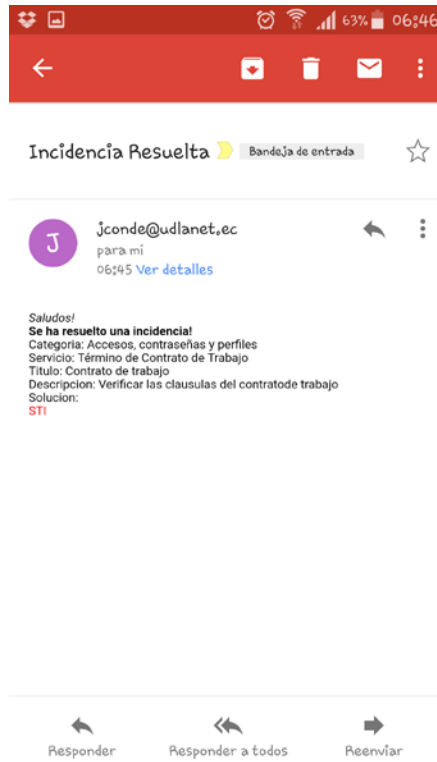 63% 06:46
Incidencia Resuelta Bandeja de entrada
J
jconde@udlanet.ec
para mí
06:45 Ver detalles
Saludos!
Se ha resuelto una incidencia!
Categoria: Accesos, contraseñas y perfiles
Servicio: Término de Contrato de Trabajo
Titulo: Contrato de trabajo
Descripcion: Verificar las clausulas del contratode trabajo
Solucion:
STI
Responder Responder a todos Reenviar